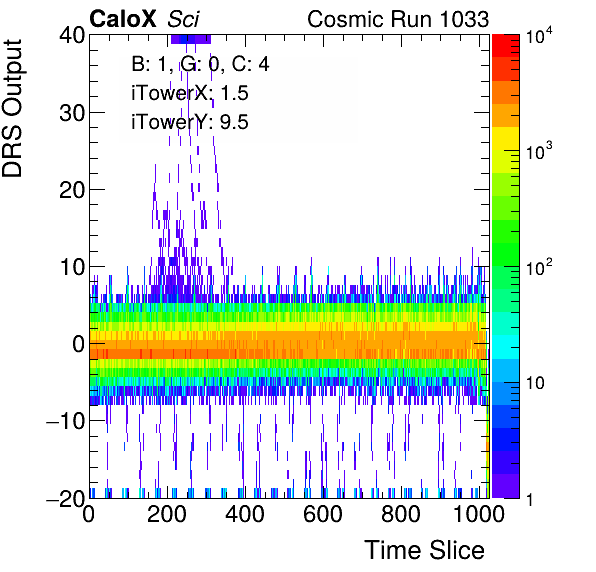 CaloX Sci Cosmic Run 1033
DRS Output
B: 1, G: 0, C: 4
iTowerX: 1.5
iTowerY: 9.5
40
30
20
10
0
−10
−20
0 200 400 600 800 1000
Time Slice
10^4
10^3
10^2
10
1